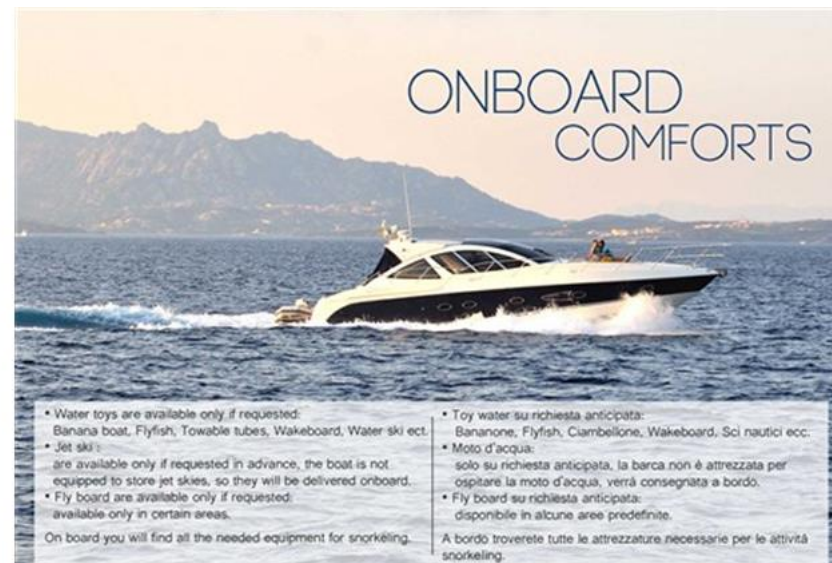 ONBOARD
COMFORTS
• Water toys are available only if requested:
Banana boat, Flyfish, Towable tubes, Wakeboard, Water ski ect.
• Jet ski :
are available only if requested in advance, the boat is not
equipped to store jet skies, so they will be delivered onboard.
• Fly board are available only if requested:
available only in certain areas.
On board you will find all the needed equipment for snorkeling.
• Toy water su richiesta anticipata:
Bananone, Flyfish, Ciambellone, Wakeboard, Sci nautici ecc.
• Moto d'acqua:
solo su richiesta anticipata, la barca non é attrezzata per
ospitare la moto d'acqua, verrá consegnata a bordo.
• Fly board su richiesta anticipata:
disponibile in alcune aree predefinite.
A bordo troverete tutte le attrezzature necessarie per le attivitá
snorkeling.